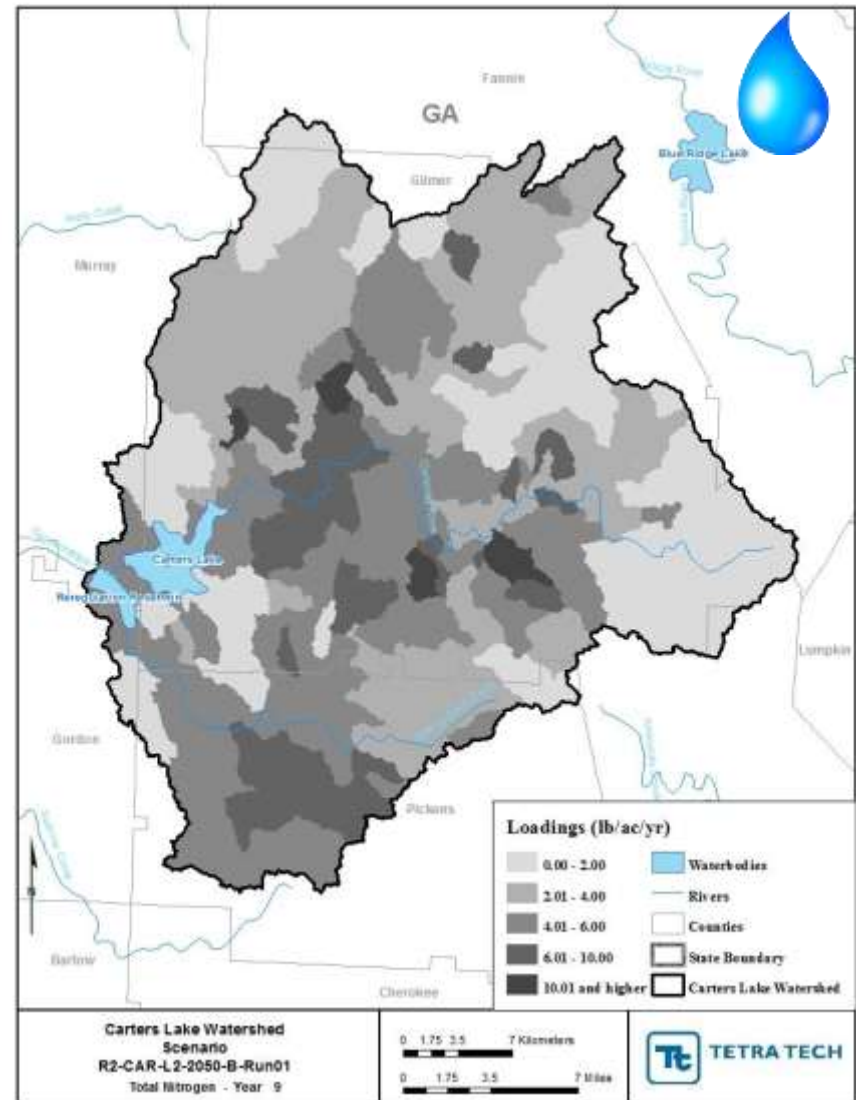 Fannin
GA
Blue Ridge Lake
Gilmer
Murray
Carters Lake
Reregulation Reservoir
Lumpkin
Gordon
Pickens
Loadings (lb/ac/yr)
0.00 - 2.00
Waterbodies
2.01 - 4.00
Rivers
4.01 - 6.00
Counties
6.01 - 10.00
State Boundary
10.01 and higher
Carters Lake Watershed
N
Bartow
Cherokee
Carters Lake Watershed
Scenario
R2-CAR-L2-2050-B-Run01
Total Nitrogen - Year 9
0 1.75 3.5 7 Kilometers
0 1.75 3.5 7 Miles
Tt
TETRA TECH